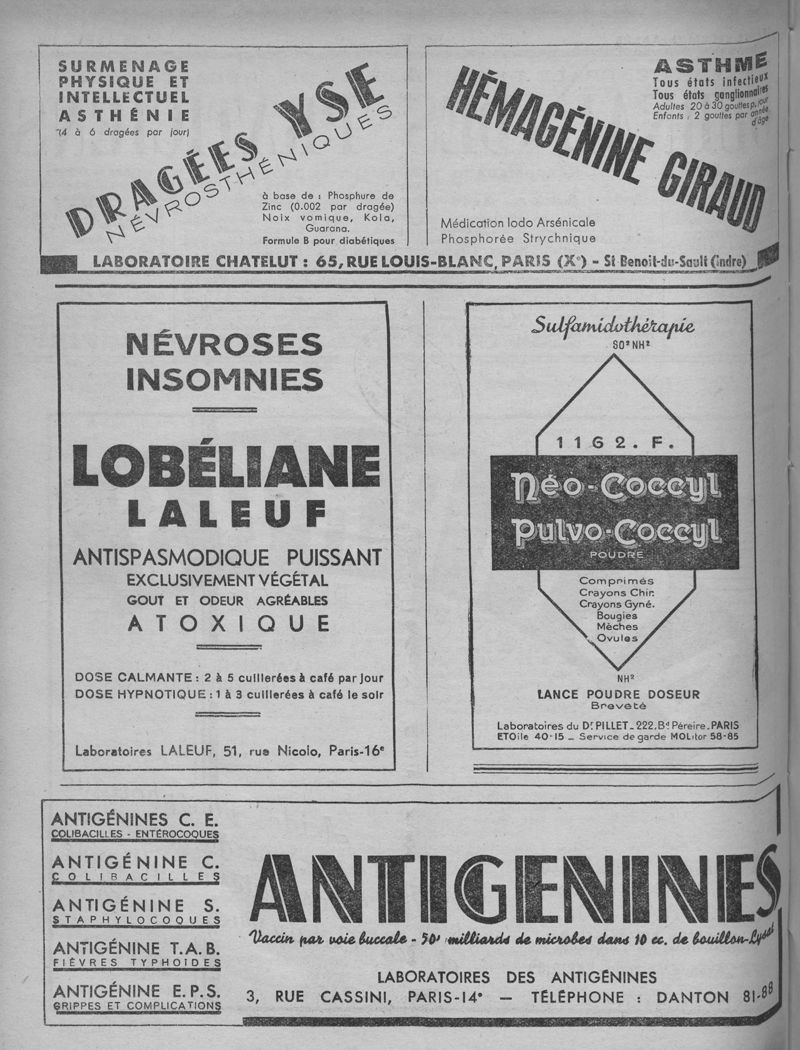 SURMENAGE
PHYSIQUE ET
INTELLECTUEL
ASTHÉNIE
(4 à 6 dragées par jour)
DRAGÉES YSE
NÉVROSTHÉNIQUES
à base de : Phosphure de
Zinc (0.002 par dragée)
Noix vomique, Kola,
Guarana.
Formule B pour diabétiques
ASTHME
Tous états infectieux
Tous états ganglionnaires
Adultes 20 à 30 gouttes p. jour
Enfants : 2 gouttes par année
d'âge
HÉMAGÉNINE GIRAUD
Médication Iodo Arsénicale
Phosphorée Strychnique
LABORATOIRE CHATELUT : 65, RUE LOUIS-BLANC, PARIS (Xe) - St Benoit-du-Sault (Indre)
NÉVROSES
INSOMNIES
LOBÉLIANE
LALEUF
ANTISPASMODIQUE PUISSANT
EXCLUSIVEMENT VÉGÉTAL
GOUT ET ODEUR AGRÉABLES
ATOXIQUE
DOSE CALMANTE : 2 à 5 cuillerées à café par jour
DOSE HYPNOTIQUE : 1 à 3 cuillerées à café le soir
Laboratoires LALEUF, 51, rue Nicolo, Paris-16e
Sulfamidothérapie
SO² NH²
1162. F.
Néo-Coccyl
Pulvo-Coccyl
POUDRE
Comprimés
Crayons Chir.
Crayons Gyné.
Bougies
Mèches
Ovules
NH²
LANCE POUDRE DOSEUR
Breveté
Laboratoires du Dr. PILLET_222, Bd Péreire_PARIS
ETOile 40-15 _ Service de garde MOLitor 58-85
ANTIGÉNINES C. E.
COLIBACILLES - ENTÉROCOQUES
ANTIGÉNINE C.
COLIBACILLES
ANTIGÉNINE S.
STAPHYLOCOQUES
ANTIGÉNINE T.A.B.
FIÈVRES TYPHOIDES
ANTIGÉNINE E.P.S.
GRIPPES ET COMPLICATIONS
ANTIGENINES
Vaccin par voie buccale - 50 milliards de microbes dans 10 cc. de bouillon-Lysat
LABORATOIRES DES ANTIGÉNINES
3, RUE CASSINI, PARIS-14e — TÉLÉPHONE : DANTON 81-88